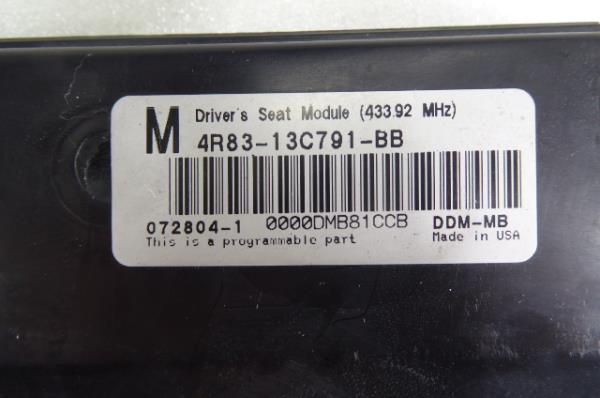 Driver's Seat Module (433.92 MHz)
M 4R83-13C791-BB
072804-1 0000DMB81CCB DDM-MB
This is a programmable part Made in USA